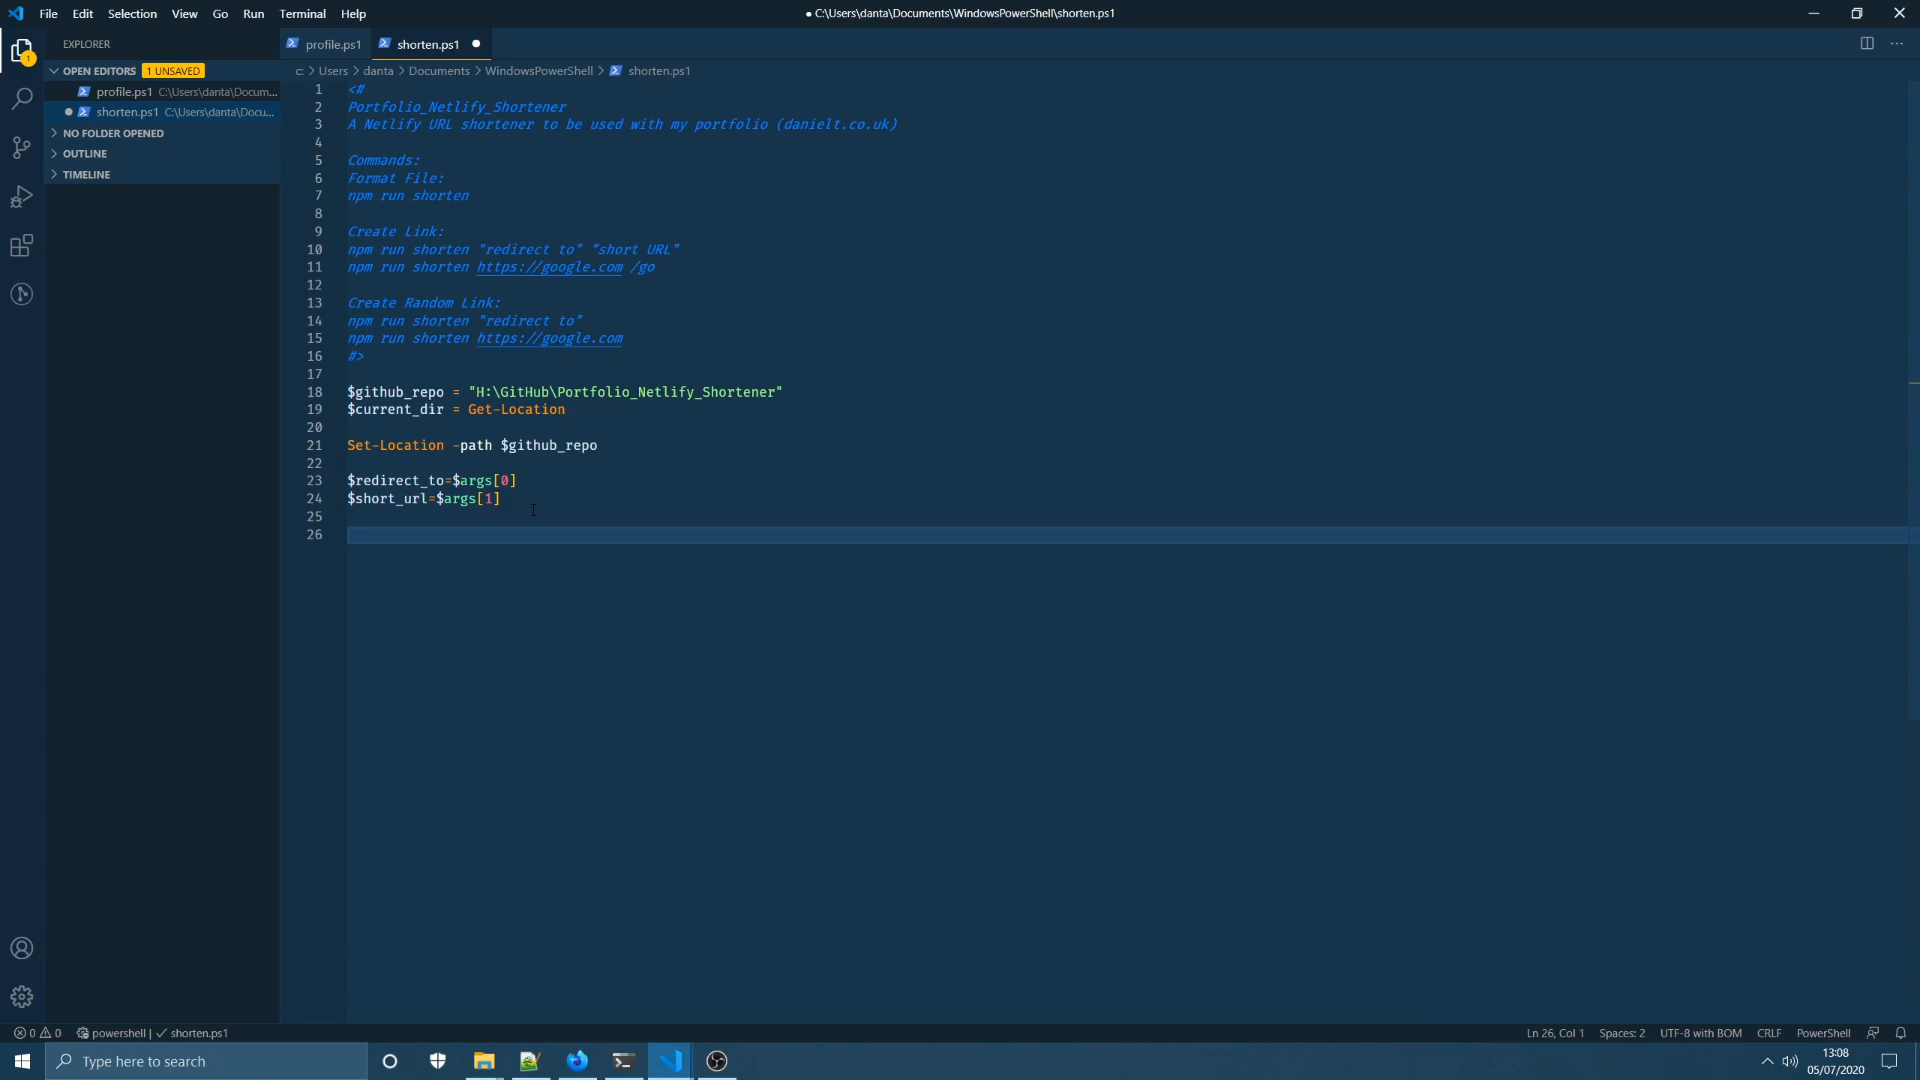 File Edit Selection View Go Run Terminal Help
● C:\Users\danta\Documents\WindowsPowerShell\shorten.ps1
EXPLORER
profile.ps1
shorten.ps1
OPEN EDITORS 1 UNSAVED
profile.ps1 C:\Users\danta\Docum...
shorten.ps1 C:\Users\danta\Docu...
NO FOLDER OPENED
OUTLINE
TIMELINE
1
c: > Users > danta > Documents > WindowsPowerShell > shorten.ps1
1 <#
2 Portfolio_Netlify_Shortener
3 A Netlify URL shortener to be used with my portfolio (danielt.co.uk)
4
5 Commands:
6 Format File:
7 npm run shorten
8
9 Create Link:
10 npm run shorten "redirect to" "short URL"
11 npm run shorten https://google.com /go
12
13 Create Random Link:
14 npm run shorten "redirect to"
15 npm run shorten https://google.com
16 #>
17
18 $github_repo = "H:\GitHub\Portfolio_Netlify_Shortener"
19 $current_dir = Get-Location
20
21 Set-Location -path $github_repo
22
23 $redirect_to=$args[0]
24 $short_url=$args[1]
25
26
0 0 powershell | ✓ shorten.ps1
Ln 26, Col 1 Spaces: 2 UTF-8 with BOM CRLF PowerShell
Type here to search
13:08
05/07/2020